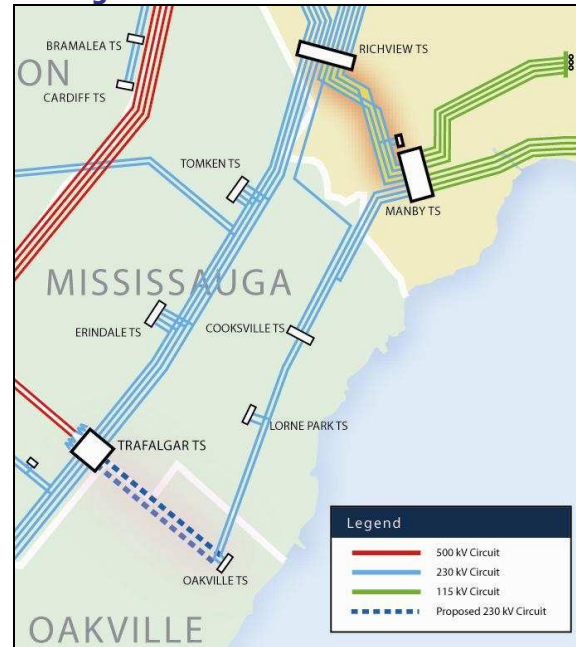 BRAMALEA TS
RICHVIEW TS
ON
CARDIFF TS
TOMKEN TS
MANBY TS
MISSISSAUGA
ERINDALE TS
COOKSVILLE TS
LORNE PARK TS
TRAFALGAR TS
OAKVILLE TS
OAKVILLE
Legend
500 kV Circuit
230 kV Circuit
115 kV Circuit
Proposed 230 kV Circuit